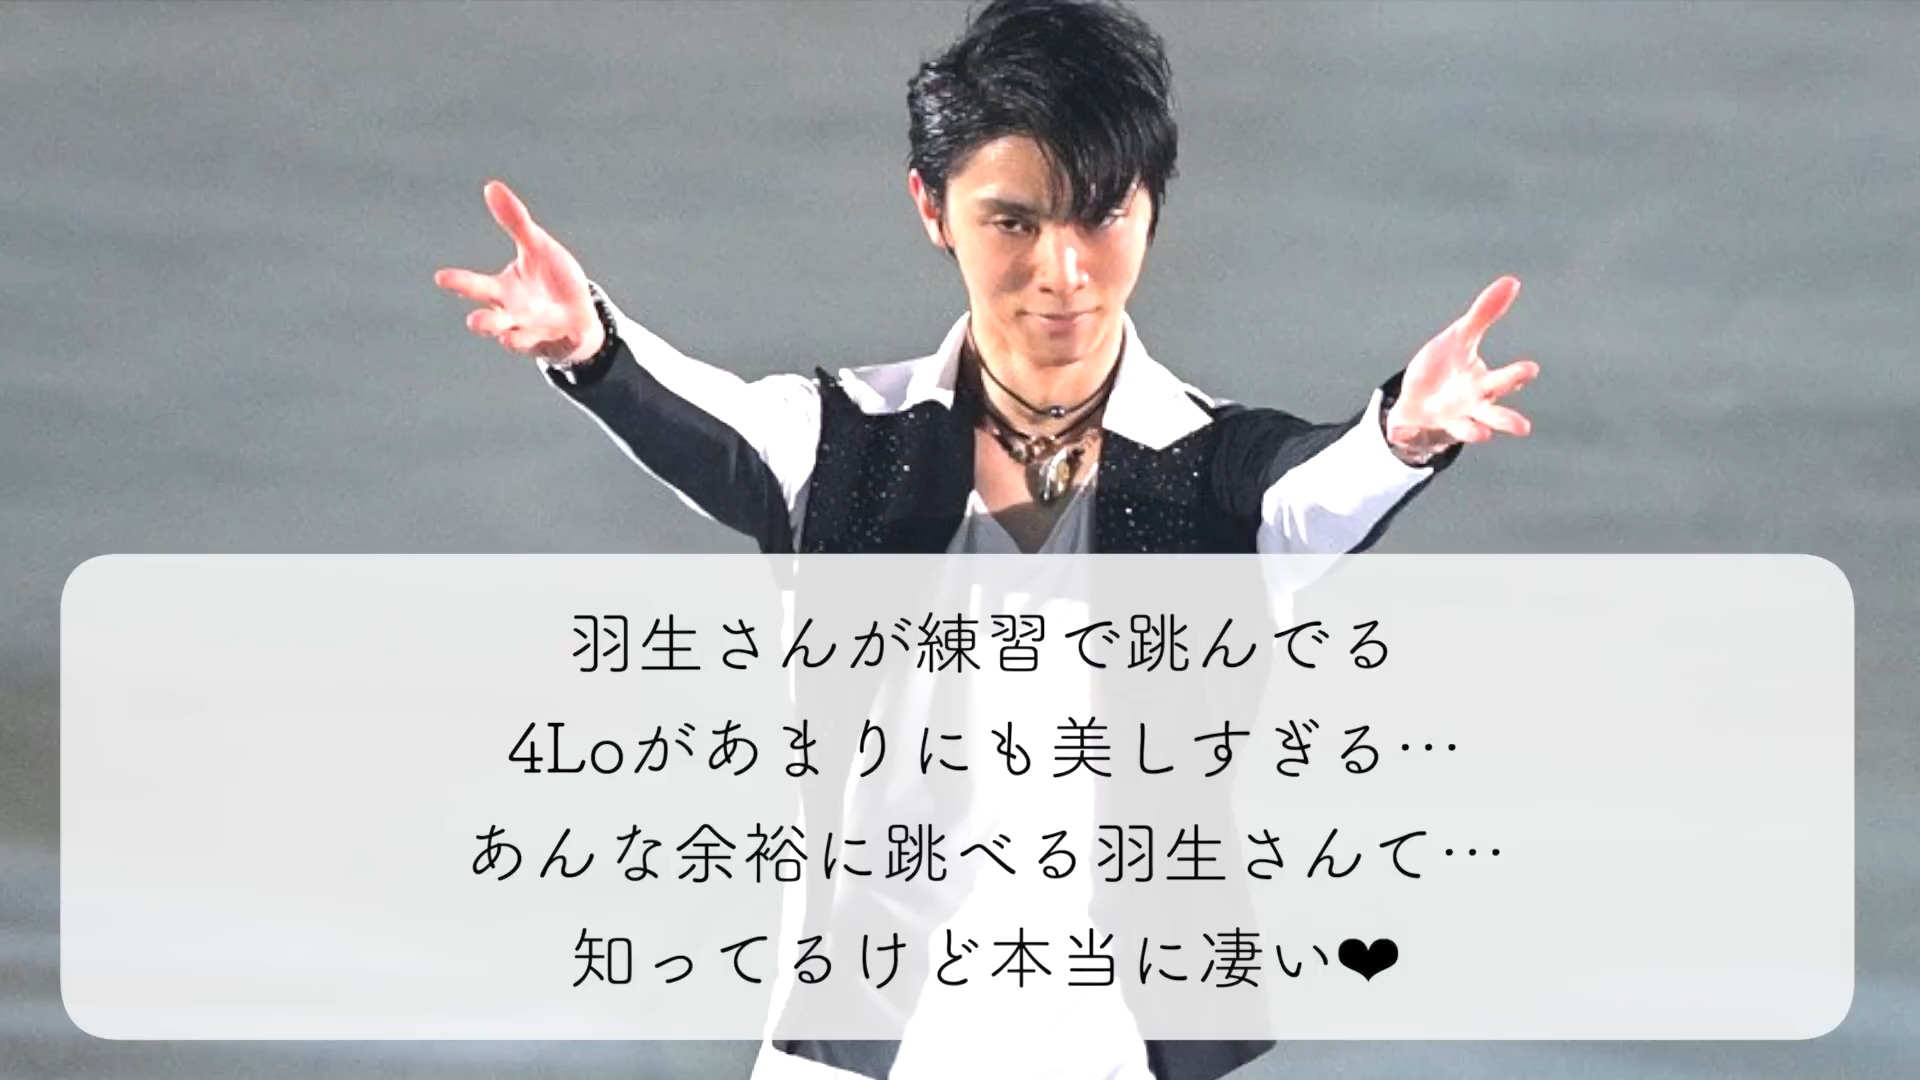 羽生さんが練習で跳んでる
4Loがあまりにも美しすぎる…
あんな余裕に跳べる羽生さんて…
知ってるけど本当に凄い❤